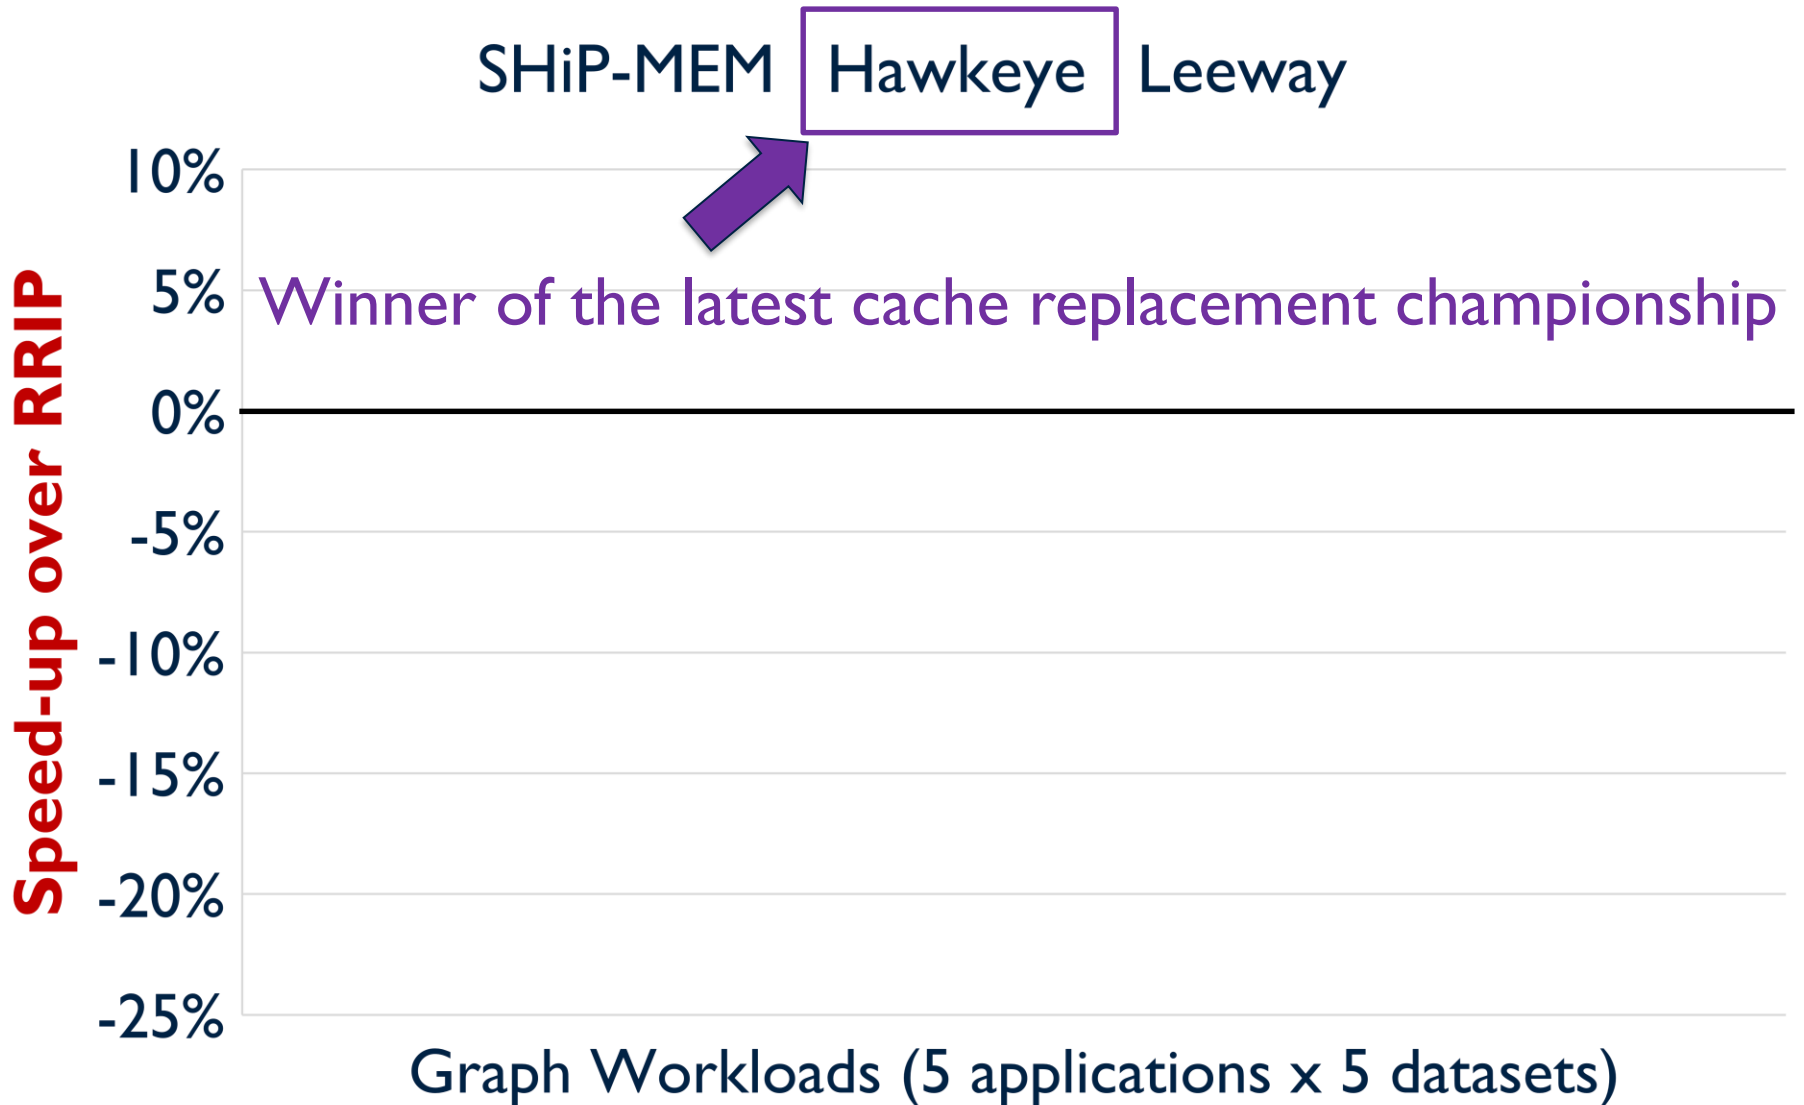 SHiP-MEM Hawkeye Leeway
10%
5%
Winner of the latest cache replacement championship
0%
-5%
-10%
-15%
-20%
-25%
Speed-up over RRIP
Graph Workloads (5 applications x 5 datasets)